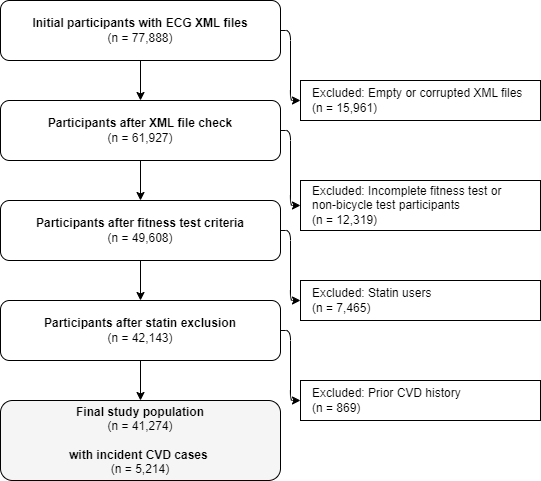 Initial participants with ECG XML files
(n = 77,888)
Excluded: Empty or corrupted XML files
(n = 15,961)
Participants after XML file check
(n = 61,927)
Excluded: Incomplete fitness test or
non-bicycle test participants
(n = 12,319)
Participants after fitness test criteria
(n = 49,608)
Excluded: Statin users
(n = 7,465)
Participants after statin exclusion
(n = 42,143)
Excluded: Prior CVD history
(n = 869)
Final study population
(n = 41,274)
with incident CVD cases
(n = 5,214)